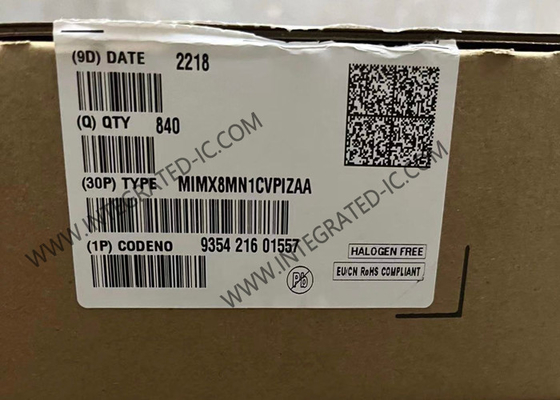 (9D) DATE 2218
(Q) QTY 840
(30P) TYPE MIMX8MN1CVPIZAA
(1P) CODENO 9354 216 01557
HALOGEN FREE
EU/CN RoHS COMPLIANT
Pb
WWW.INTEGRATED-IC.COM
WWW.INTEGRATED-IC.COM
WWW.INTEGRATED-IC.COM